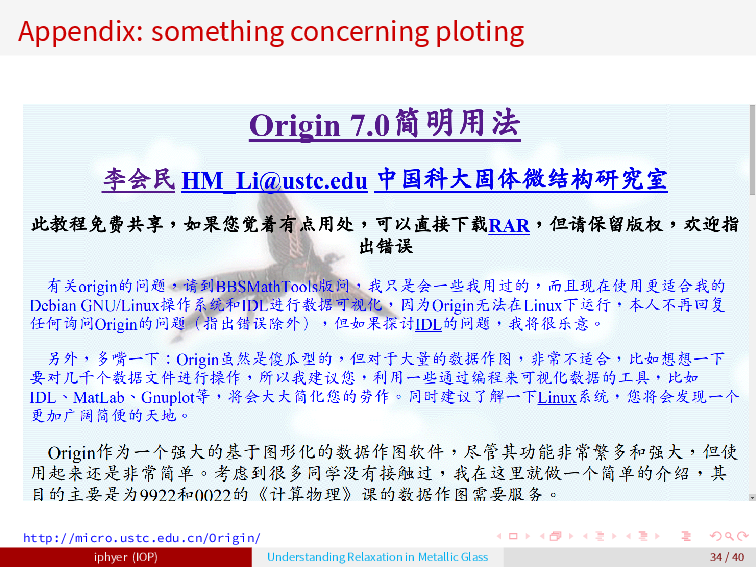 Appendix: something concerning ploting
Origin 7.0简明用法
李会民 HM_Li@ustc.edu 中国科大固体微结构研究室
此教程免费共享，如果您觉着有点用处，可以直接下载RAR，但请保留版权，欢迎指
出错误
有关origin的问题，请到BBSMathTools版问，我只是会一些我用过的，而且现在使用更适合我的
Debian GNU/Linux操作系统和IDL进行数据可视化，因为Origin无法在Linux下运行，本人不再回复
任何询问Origin的问题（指出错误除外），但如果探讨IDL的问题，我将很乐意。
另外，多嘴一下：Origin虽然是傻瓜型的，但对于大量的数据作图，非常不适合，比如想想一下
要对几千个数据文件进行操作，所以我建议您，利用一些通过编程来可视化数据的工具，比如
IDL、MatLab、Gnuplot等，将会大大简化您的劳作。同时建议了解一下Linux系统，您将会发现一个
更加广阔简便的天地。
Origin作为一个强大的基于图形化的数据作图软件，尽管其功能非常繁多和强大，但使
用起来还是非常简单。考虑到很多同学没有接触过，我在这里就做一个简单的介绍，其
目的主要是为9922和0022的《计算物理》课的数据作图需要服务。
http://micro.ustc.edu.cn/Origin/
iphyer (IOP)
Understanding Relaxation in Metallic Glass
34 / 40